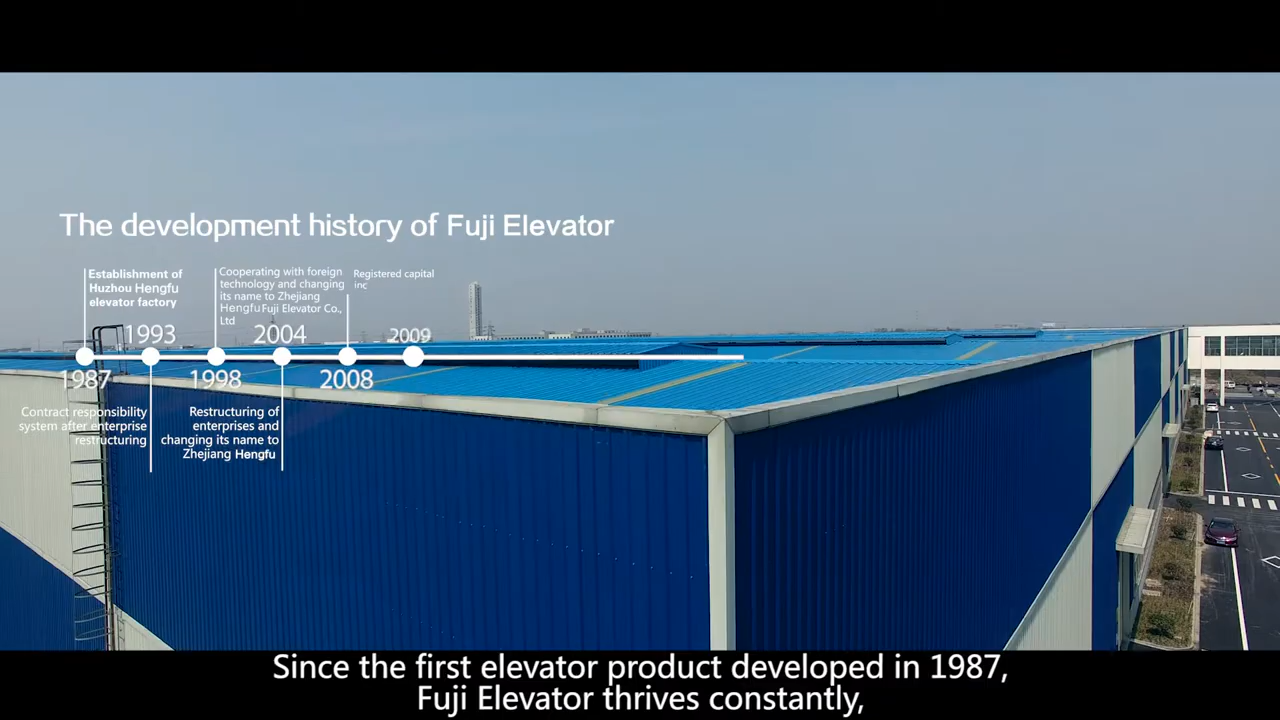 The development history of Fuji Elevator
Establishment of
Huzhou Hengfu
elevator factory
Cooperating with foreign
technology and changing
its name to Zhejiang
Hengfu Fuji Elevator Co.,
Ltd
Registered capital
inc
1993
2004
2009
1987
1998
2008
Contract responsibility
system after enterprise
restructuring
Restructuring of
enterprises and
changing its name to
Zhejiang Hengfu
Since the first elevator product developed in 1987,
Fuji Elevator thrives constantly,